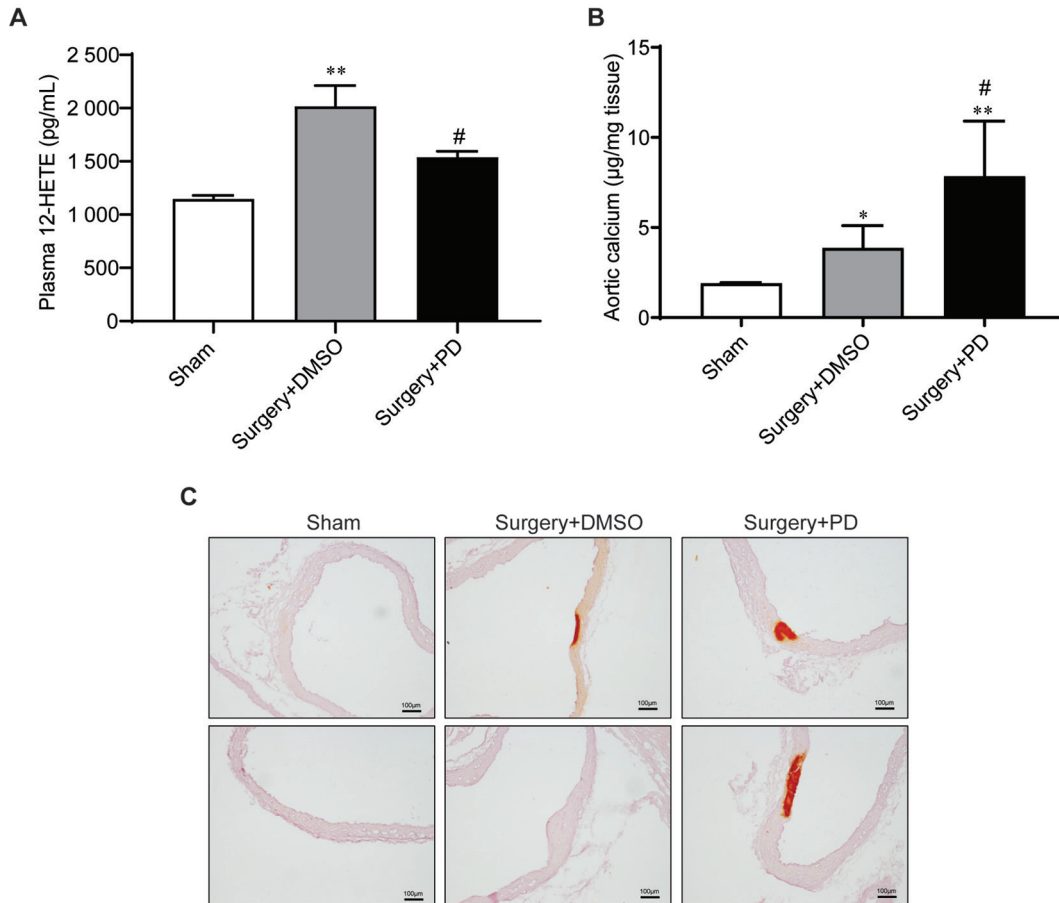 A
Plasma 12-HETE (pg/mL)
2 500
2 000
1 500
1 000
500
0
**
#
Sham
Surgery+DMSO
Surgery+PD
B
Aortic calcium (µg/mg tissue)
15
10
5
0
*
#
**
Sham
Surgery+DMSO
Surgery+PD
C
Sham
Surgery+DMSO
Surgery+PD
100µm
100µm
100µm
100µm
100µm
100µm